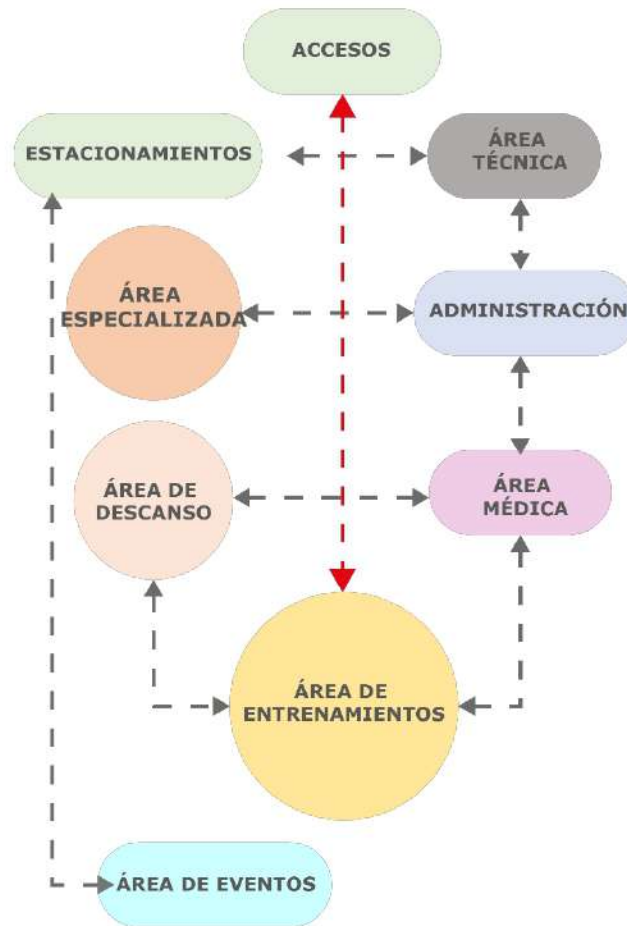 ACCESOS
ESTACIONAMIENTOS
ÁREA
TÉCNICA
ÁREA
ESPECIALIZADA
ADMINISTRACIÓN
ÁREA DE
DESCANSO
ÁREA
MÉDICA
ÁREA DE
ENTRENAMIENTOS
ÁREA DE EVENTOS